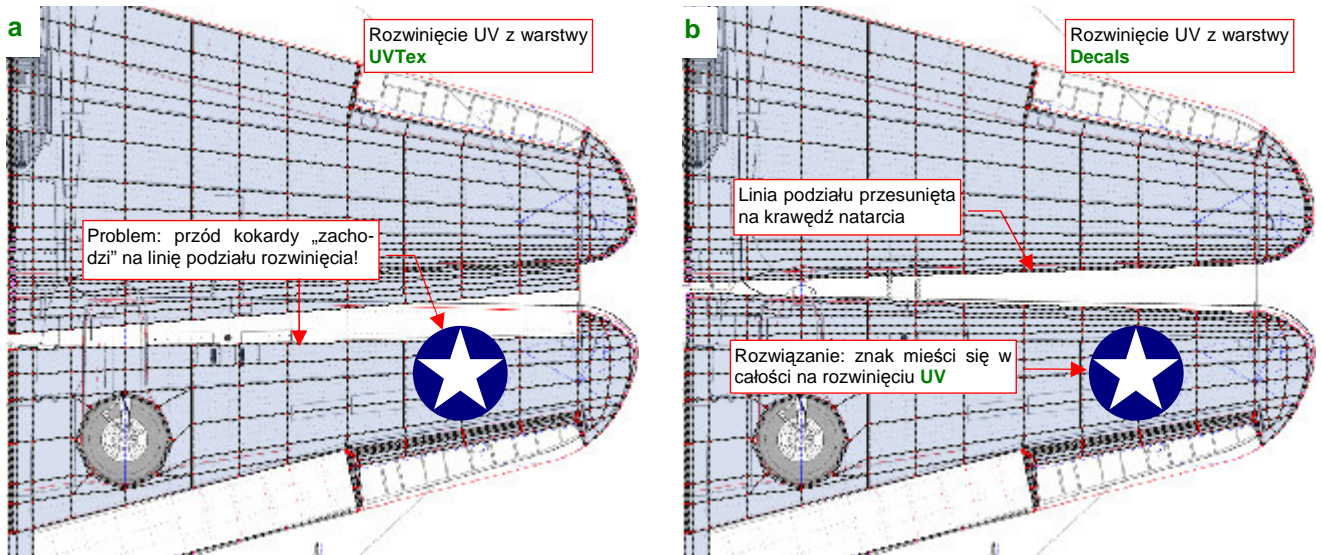 a
Rozwinięcie UV z warstwy
UVTex
Problem: przód kokardy „zacho-
dzi” na linię podziału rozwinięcia!
b
Rozwinięcie UV z warstwy
Decals
Linia podziału przesunięta
na krawędź natarcia
Rozwiązanie: znak mieści się w
całości na rozwinięciu UV